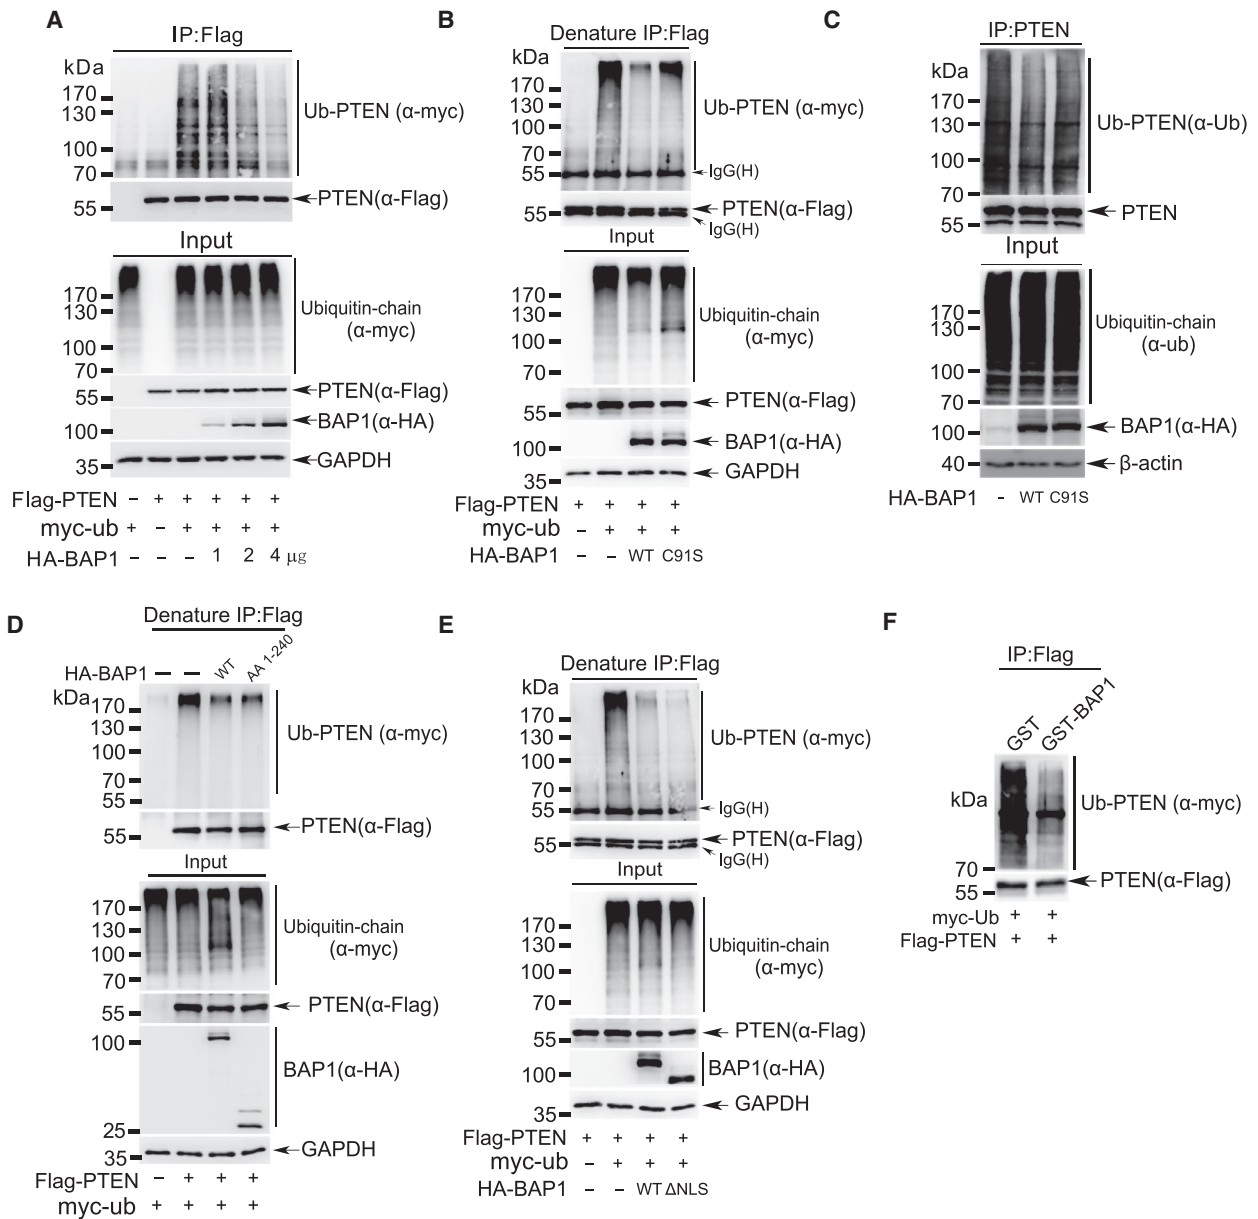 A
IP:Flag
kDa
170
130
100
70
Ub-PTEN (α-myc)
55
PTEN(α-Flag)
Input
170
130
100
70
Ubiquitin-chain
(α-myc)
55
PTEN(α-Flag)
100
BAP1(α-HA)
35
GAPDH
Flag-PTEN – + + + + +
myc-ub + – + + + +
HA-BAP1 – – – 1 2 4 μg
B
Denature IP:Flag
kDa
170
130
100
70
55
Ub-PTEN (α-myc)
IgG(H)
55
PTEN(α-Flag)
IgG(H)
Input
170
130
100
70
Ubiquitin-chain
(α-myc)
55
PTEN(α-Flag)
100
BAP1(α-HA)
35
GAPDH
Flag-PTEN + + + +
myc-ub – + + +
HA-BAP1 – – WT C91S
C
IP:PTEN
kDa
170
130
100
70
Ub-PTEN(α-Ub)
55
PTEN
Input
170
130
100
70
Ubiquitin-chain
(α-ub)
100
BAP1(α-HA)
40
β-actin
HA-BAP1 - WT C91S
D
Denature IP:Flag
HA-BAP1 – – WT AA 1-240
kDa
170
130
100
70
55
Ub-PTEN (α-myc)
55
PTEN(α-Flag)
Input
170
130
100
70
Ubiquitin-chain
(α-myc)
55
PTEN(α-Flag)
100
25
BAP1(α-HA)
35
GAPDH
Flag-PTEN – + + +
myc-ub + + + +
E
Denature IP:Flag
kDa
170
130
100
70
55
Ub-PTEN (α-myc)
IgG(H)
55
PTEN(α-Flag)
IgG(H)
Input
170
130
100
70
Ubiquitin-chain
(α-myc)
55
PTEN(α-Flag)
100
BAP1(α-HA)
35
GAPDH
Flag-PTEN + + + +
myc-ub – + + +
HA-BAP1 – – WT ΔNLS
F
IP:Flag
GST GST-BAP1
kDa
70
Ub-PTEN (α-myc)
55
PTEN(α-Flag)
myc-Ub + +
Flag-PTEN + +